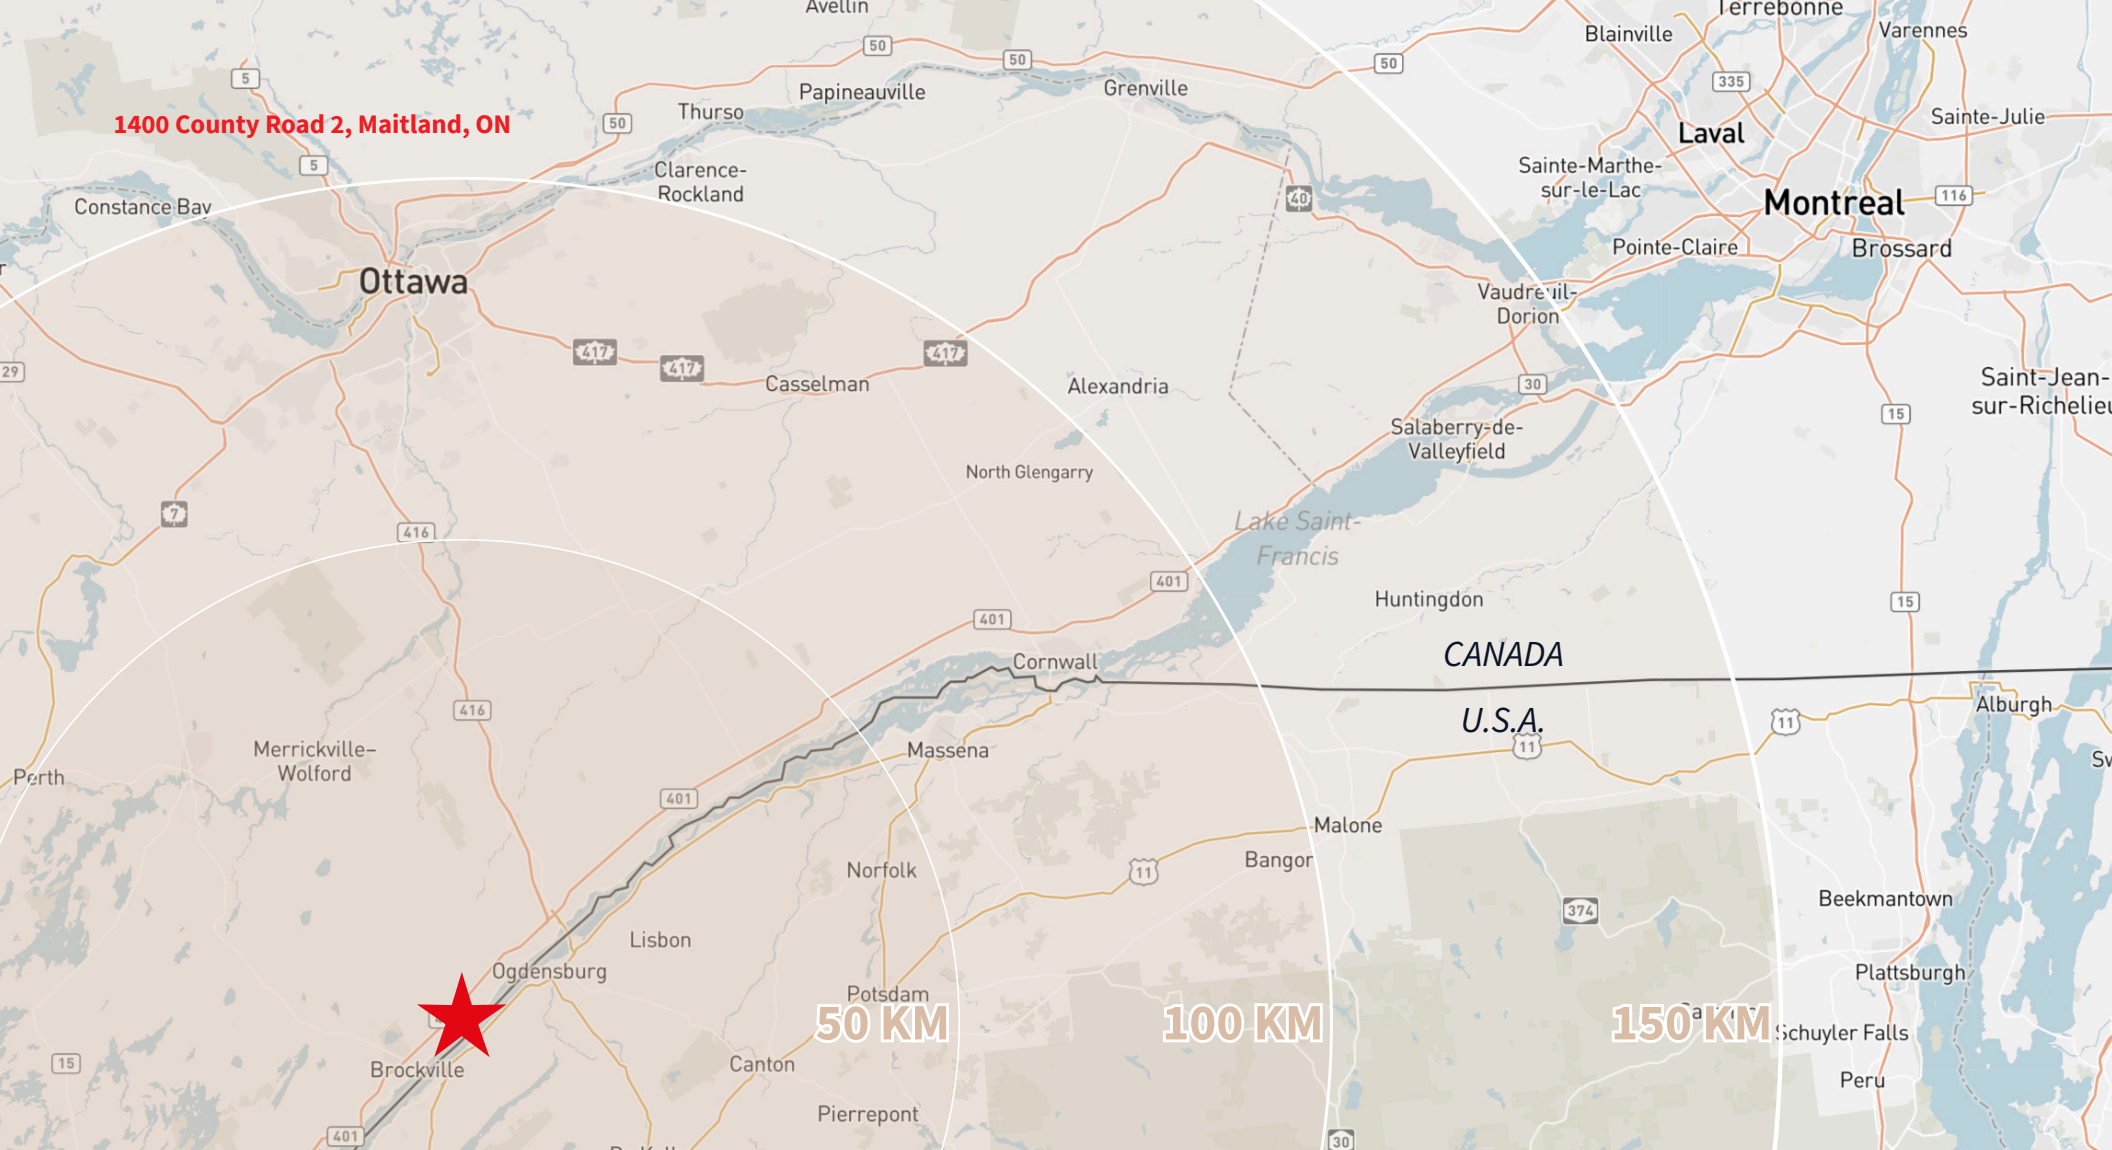 Avellin
Terrebonne
Blainville
Varennes
50
50
50
5
335
Papineauville
Grenville
Thurso
Sainte-Julie
1400 County Road 2, Maitland, ON
50
Laval
5
Clarence-
Rockland
Sainte-Marthe-
sur-le-Lac
40
Montreal
116
Constance Bay
Pointe-Claire
Brossard
Ottawa
Vaudreuil-
Dorion
417
417
417
29
Casselman
Alexandria
30
Saint-Jean-
sur-Richelieu
15
Salaberry-de-
Valleyfield
North Glengarry
7
416
Lake Saint-
Francis
401
Huntingdon
15
401
CANADA
Cornwall
416
U.S.A.
Alburgh
11
11
Merrickville–
Wolford
Massena
Perth
401
Malone
Bangor
11
Norfolk
374
Beekmantown
Lisbon
Ogdensburg
Plattsburgh
Potsdam
50 KM
100 KM
150 KM
Schuyler Falls
15
Brockville
Canton
Peru
Pierrepont
401
30